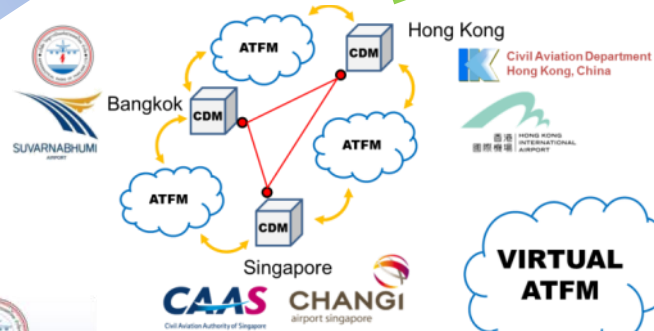 ATFM
Hong Kong
CDM
Civil Aviation Department
Hong Kong, China
Bangkok
CDM
SUVARNABHUMI
AIRPORT
ATFM
香港 HONG KONG
國際機場 INTERNATIONAL
AIRPORT
ATFM
CDM
Singapore
VIRTUAL
ATFM
CAAS
Civil Aviation Authority of Singapore
CHANGI
airport singapore